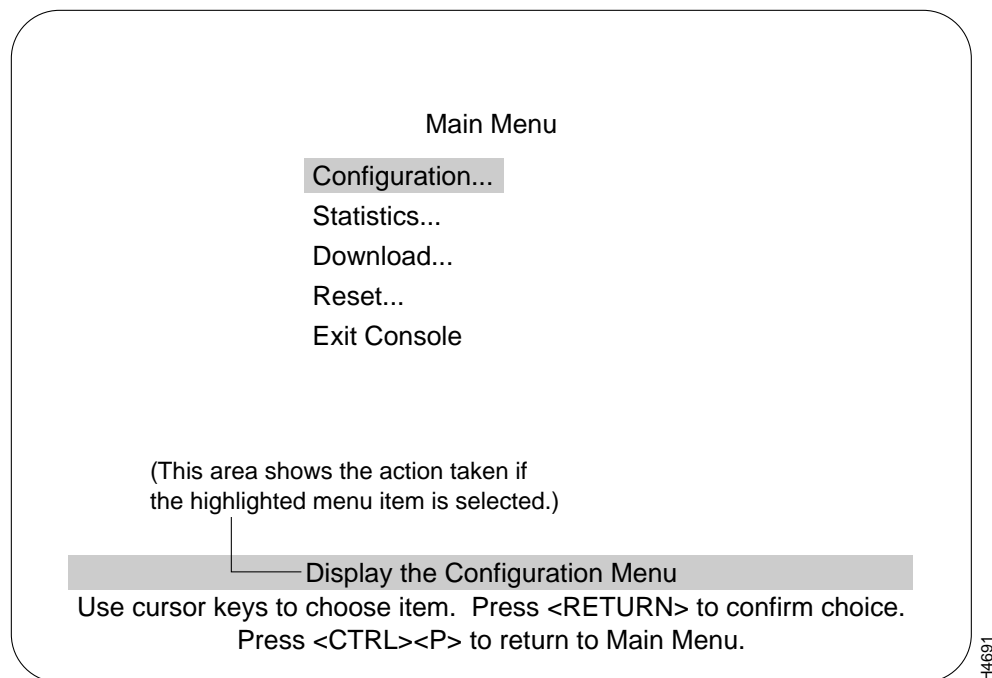 Main Menu
Configuration...
Statistics...
Download...
Reset...
Exit Console
(This area shows the action taken if
the highlighted menu item is selected.)
Display the Configuration Menu
Use cursor keys to choose item.  Press <RETURN> to confirm choice.
Press <CTRL><P> to return to Main Menu.
H4691